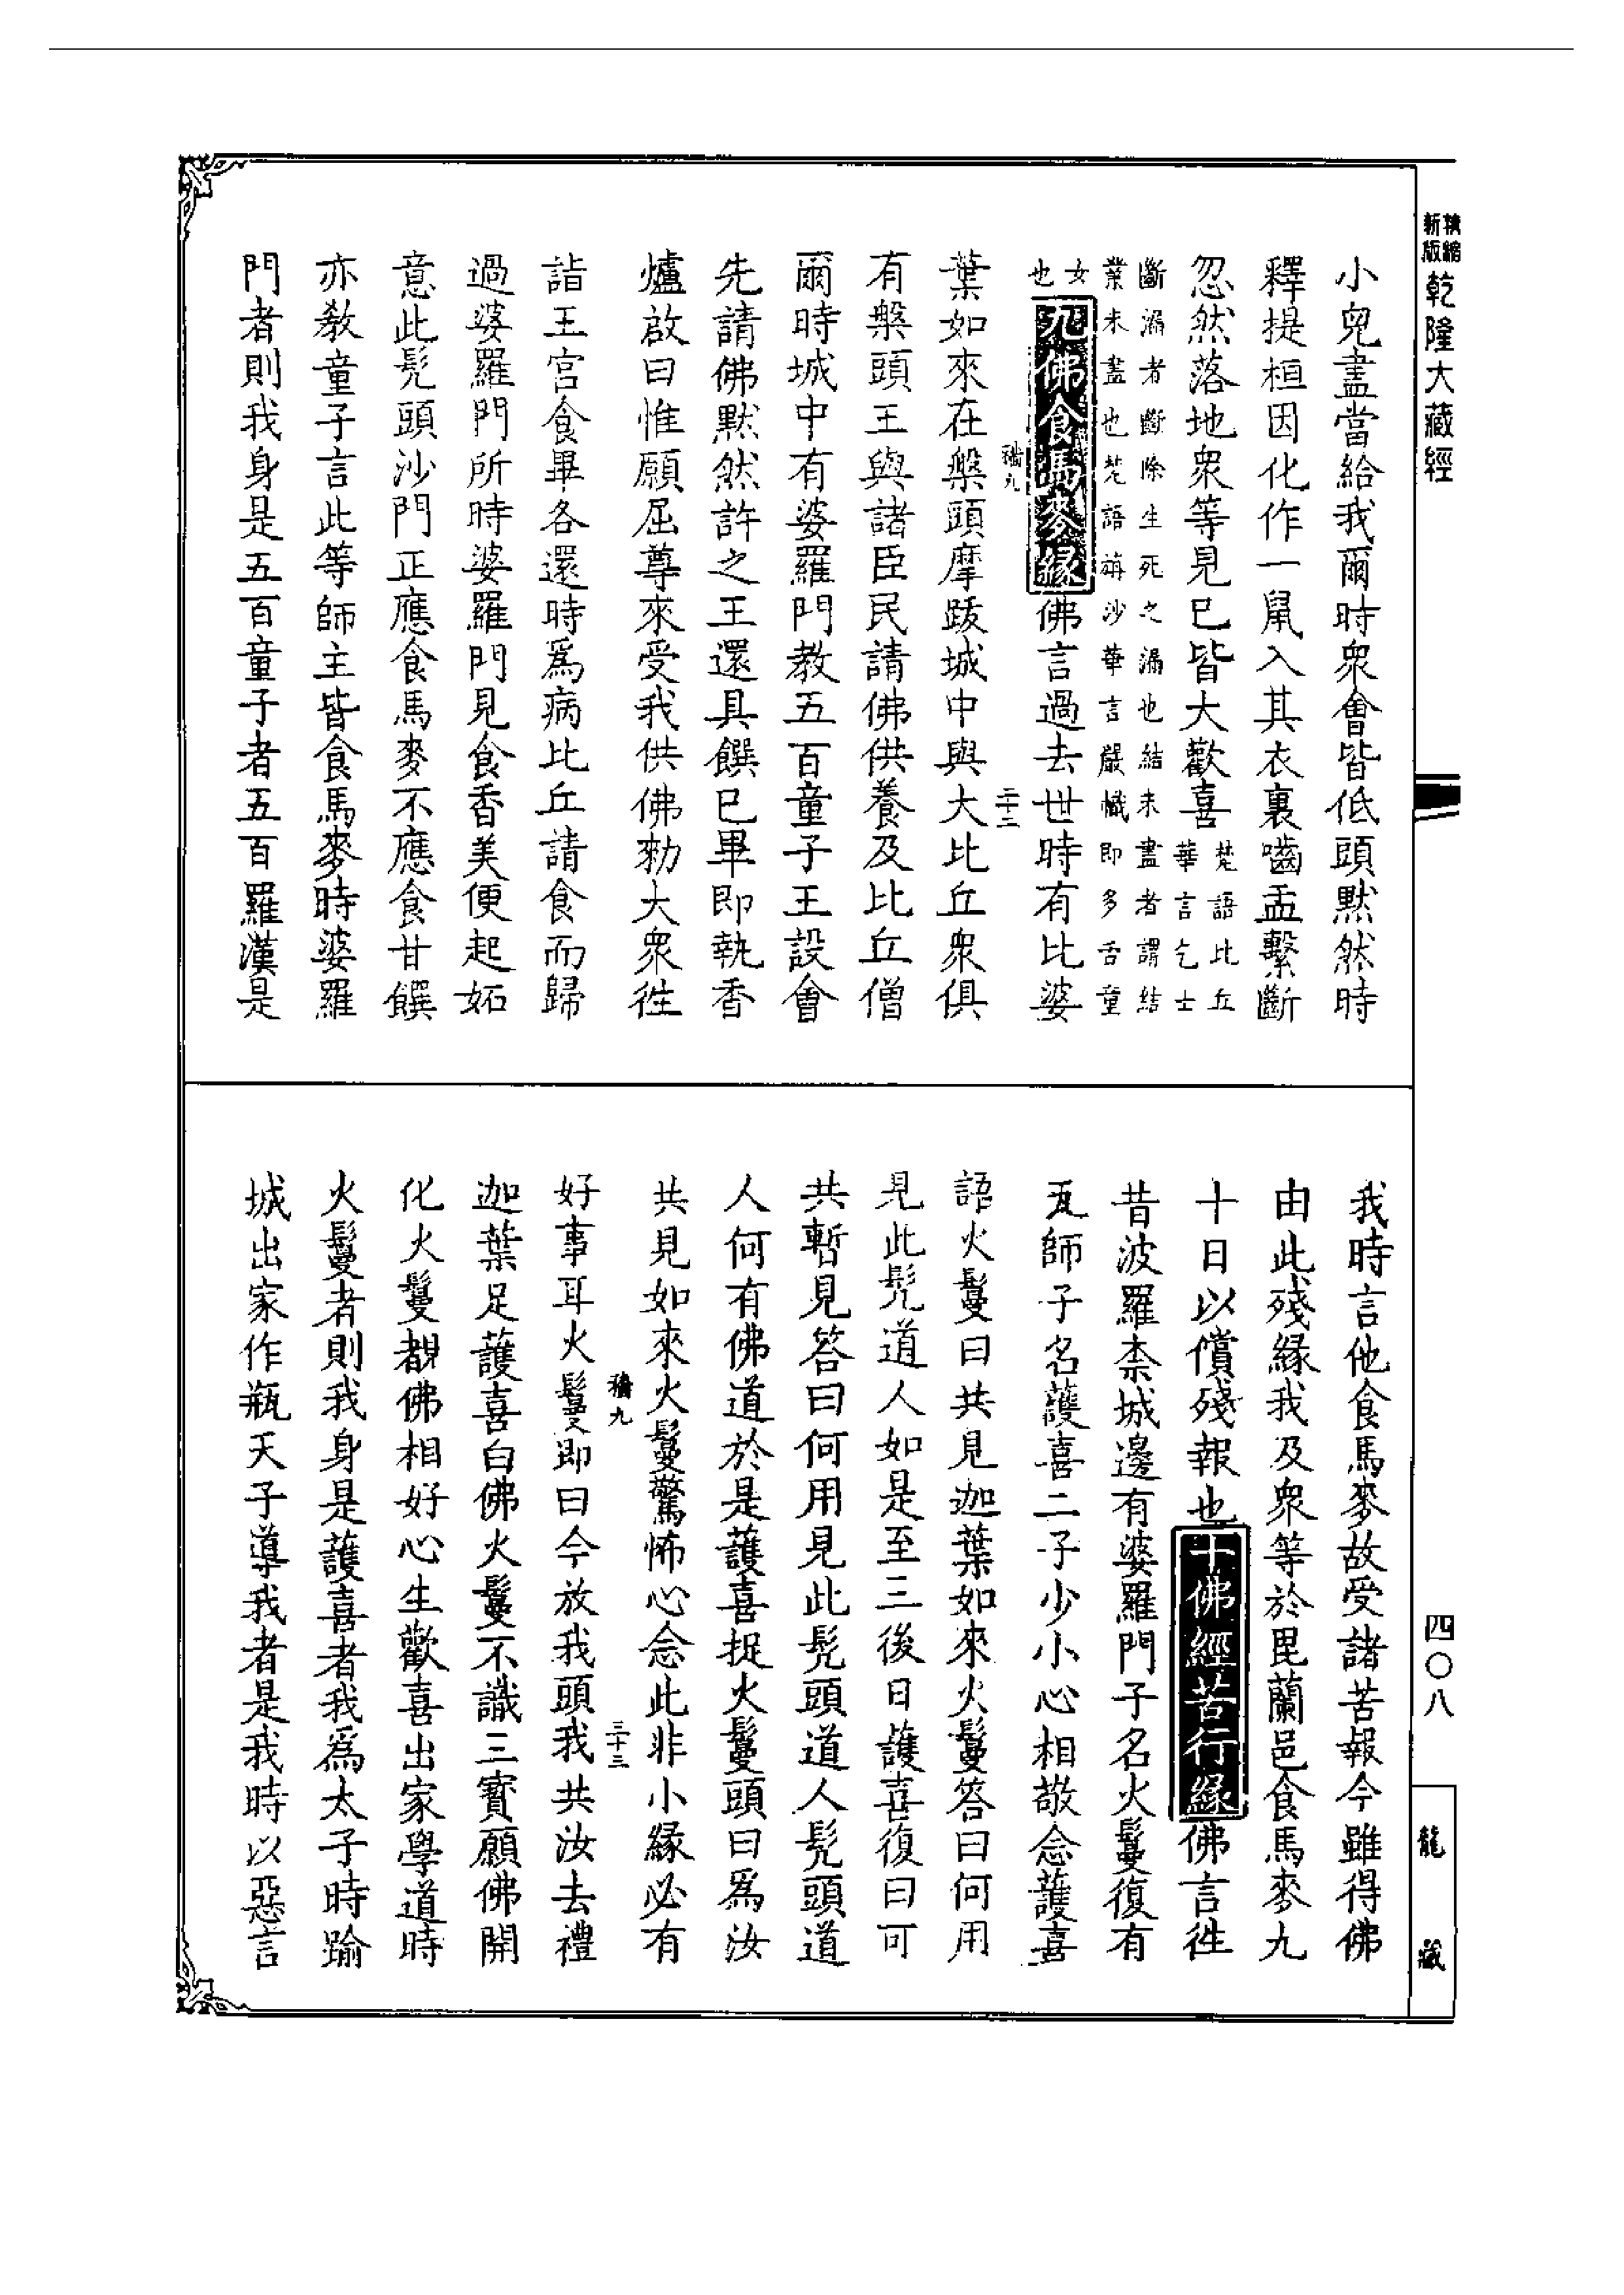 新版精縮
乾隆大藏經
四〇八
龍藏
小兒盡當給我爾時眾會皆低頭默然時
釋提桓因化作一鼠入其衣裏嚙盂繫斷
忽然落地眾等見已皆大歡喜梵語比丘華言乞士
斷漏者斷除生死之漏也結未盡者謂結
業未盡也梵語旃沙華言嚴幟即多舌童
女也九佛食馬麥緣佛言過去世時有比婆
葉如來在槃頭摩跋城中與大比丘眾俱
有槃頭王與諸臣民請佛供養及比丘僧
爾時城中有婆羅門教五百童子王設會
先請佛默然許之王還具饌已畢即執香
爐啟曰惟願屈尊來受我供佛勑大眾往
詣王宮食畢各還時為病比丘請食而歸
過婆羅門所時婆羅門見食香美便起妬
意此髠頭沙門正應食馬麥不應食甘饌
亦教童子言此等師主皆食馬麥時婆羅
門者則我身是五百童子者五百羅漢是
我時言他食馬麥故受諸苦報今雖得佛
由此殘緣我及眾等於毘蘭邑食馬麥九
十日以償殘報也十佛經苦行緣佛言往
昔波羅柰城邊有婆羅門子名火鬘復有
瓦師子名護喜二子少小心相敬念護喜
語火鬘曰共見迦葉如來火鬘答曰何用
見此髠道人如是至三後日護喜復曰可
共暫見答曰何用見此髠頭道人髠頭道
人何有佛道於是護喜捉火鬘頭曰為汝
共見如來火鬘驚怖心念此非小緣必有
好事耳火鬘即曰今放我頭我共汝去禮
迦葉足護喜白佛火鬘不識三寶願佛開
化火鬘覩佛相好心生歡喜出家學道時
火鬘者則我身是護喜者我為太子時踰
城出家作瓶天子導我者是我時以惡言